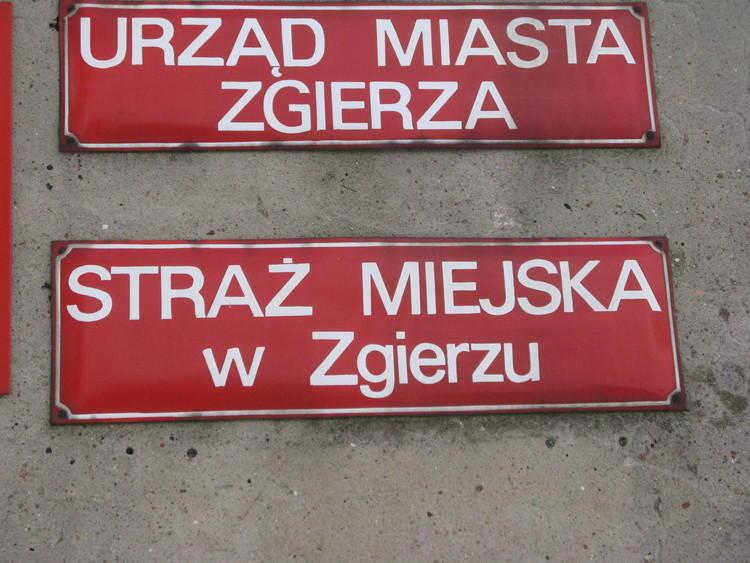 URZĄD MIASTA
ZGIERZA
STRAŻ MIEJSKA
w Zgierzu